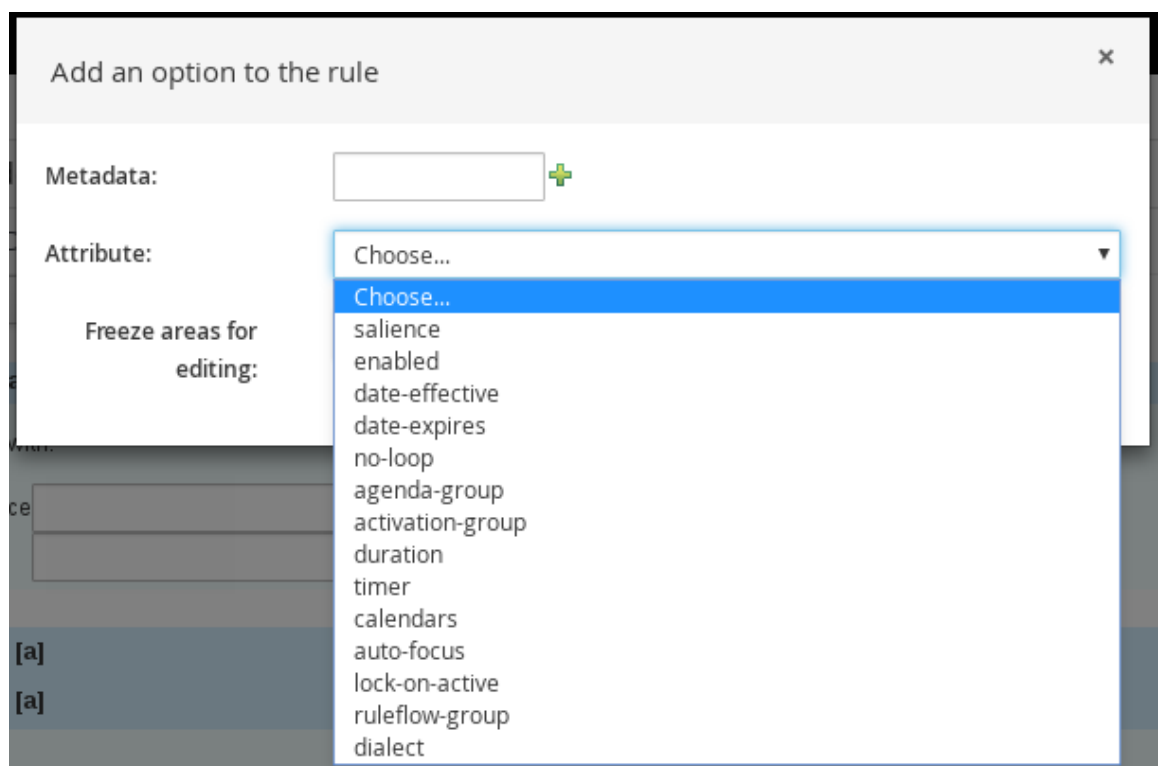 Add an option to the rule ×
Metadata:
Attribute: Choose...
Choose...
Freeze areas for
editing:
salience
enabled
date-effective
date-expires
no-loop
agenda-group
activation-group
duration
timer
calendars
auto-focus
lock-on-active
ruleflow-group
dialect
ce
[a]
[a]